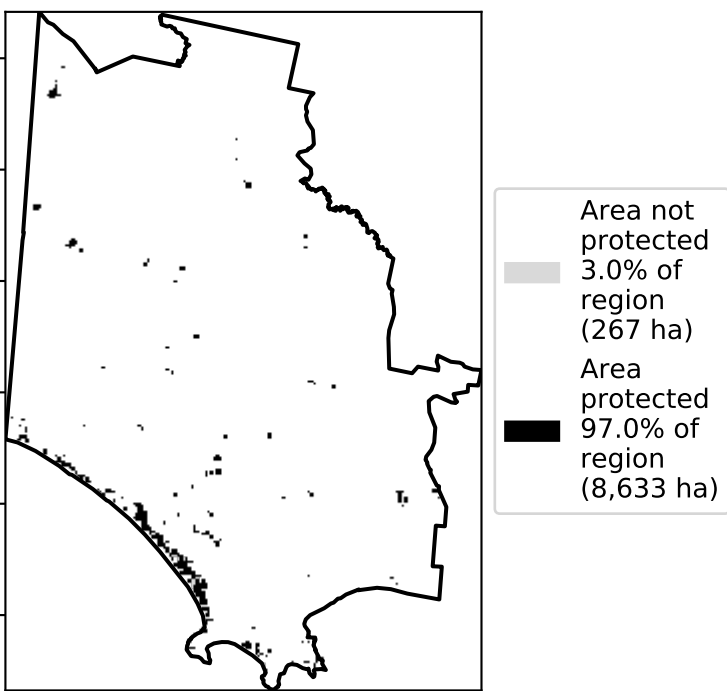 Area not
protected
3.0% of
region
(267 ha)
Area
protected
97.0% of
region
(8,633 ha)